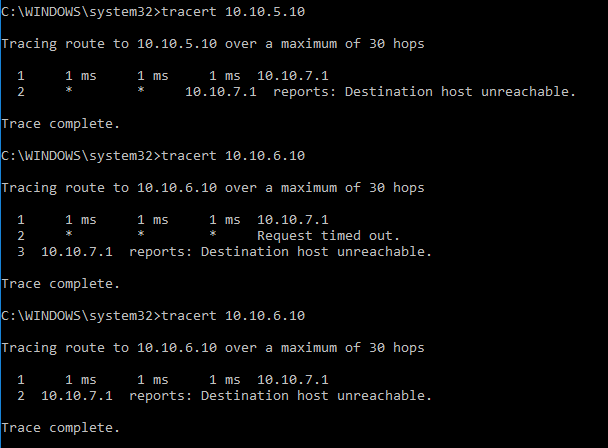 C:\WINDOWS\system32>tracert 10.10.5.10
Tracing route to 10.10.5.10 over a maximum of 30 hops
1 1 ms 1 ms 1 ms 10.10.7.1
2 * * 10.10.7.1 reports: Destination host unreachable.
Trace complete.
C:\WINDOWS\system32>tracert 10.10.6.10
Tracing route to 10.10.6.10 over a maximum of 30 hops
1 1 ms 1 ms 1 ms 10.10.7.1
2 * * * Request timed out.
3 10.10.7.1 reports: Destination host unreachable.
Trace complete.
C:\WINDOWS\system32>tracert 10.10.6.10
Tracing route to 10.10.6.10 over a maximum of 30 hops
1 1 ms 1 ms 1 ms 10.10.7.1
2 10.10.7.1 reports: Destination host unreachable.
Trace complete.